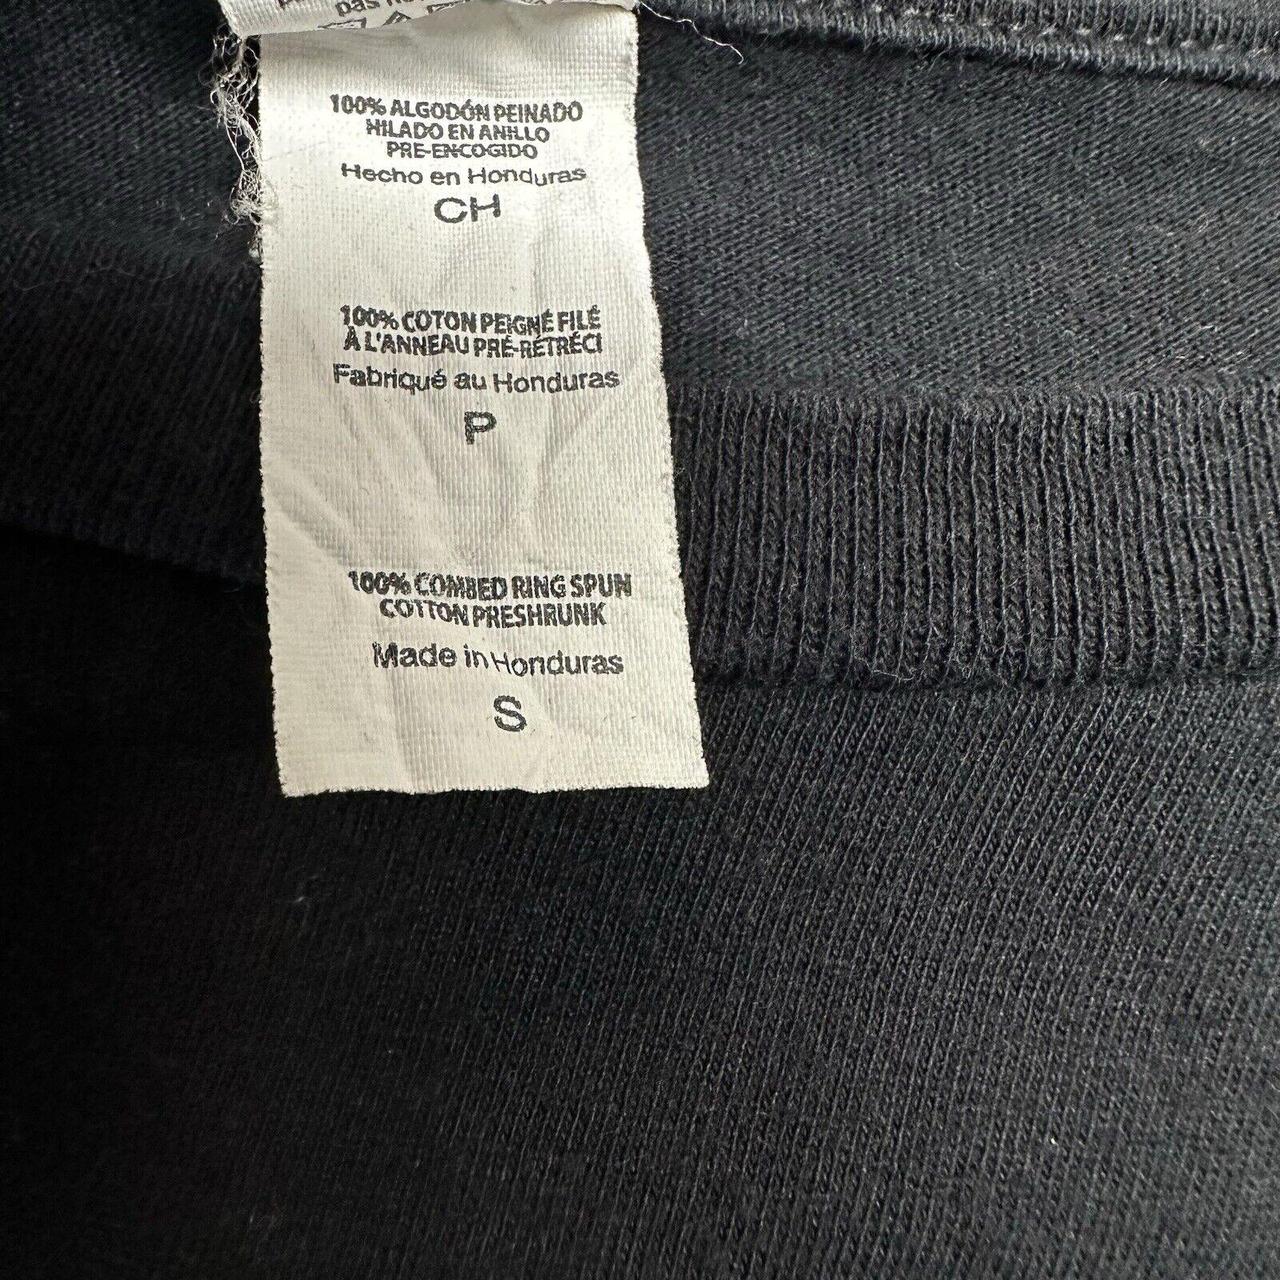 pas
100% ALGODÓN PEINADO
HILADO EN ANILLO
PRE-ENCOGIDO
Hecho en Honduras
CH
100% COTON PEIGNÉ FILÉ
À L'ANNEAU PRÉ-RÉTRÉCI
Fabriqué au Honduras
P
100% COMBED RING SPUN
COTTON PRESHRUNK
Made in Honduras
S